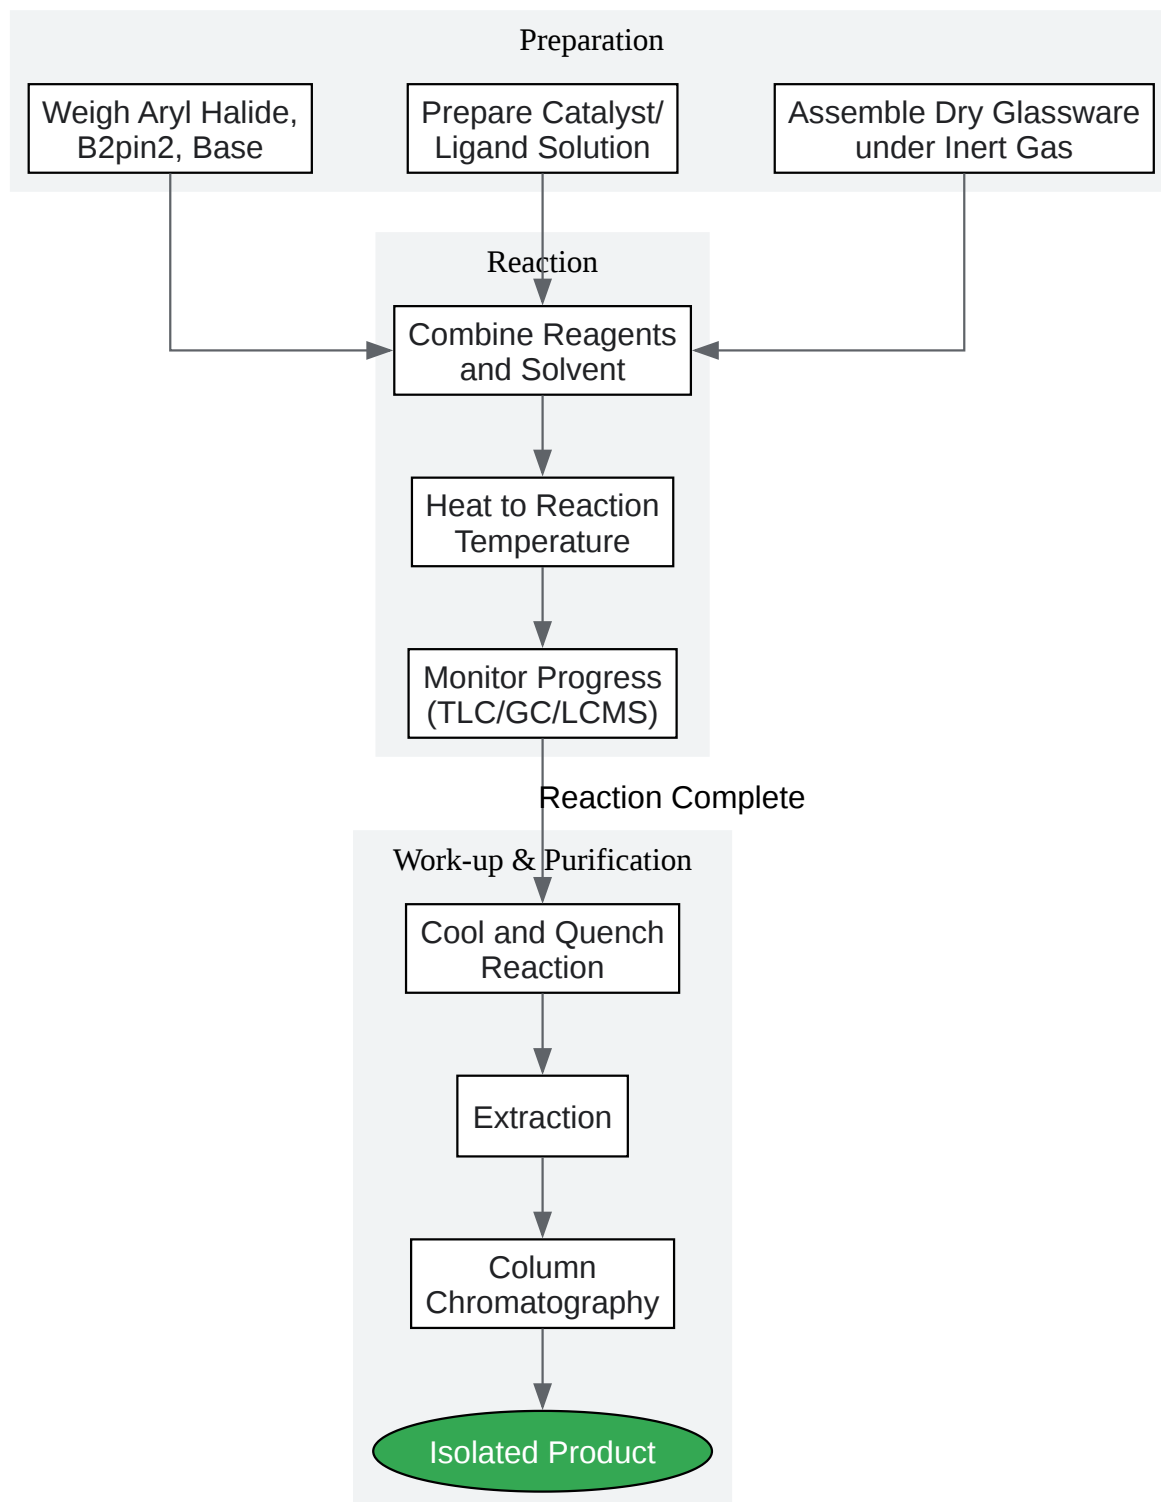 Preparation
Weigh Aryl Halide,
B2pin2, Base
Prepare Catalyst/
Ligand Solution
Assemble Dry Glassware
under Inert Gas
Reaction
Combine Reagents
and Solvent
Heat to Reaction
Temperature
Monitor Progress
(TLC/GC/LCMS)
Reaction Complete
Work-up & Purification
Cool and Quench
Reaction
Extraction
Column
Chromatography
Isolated Product